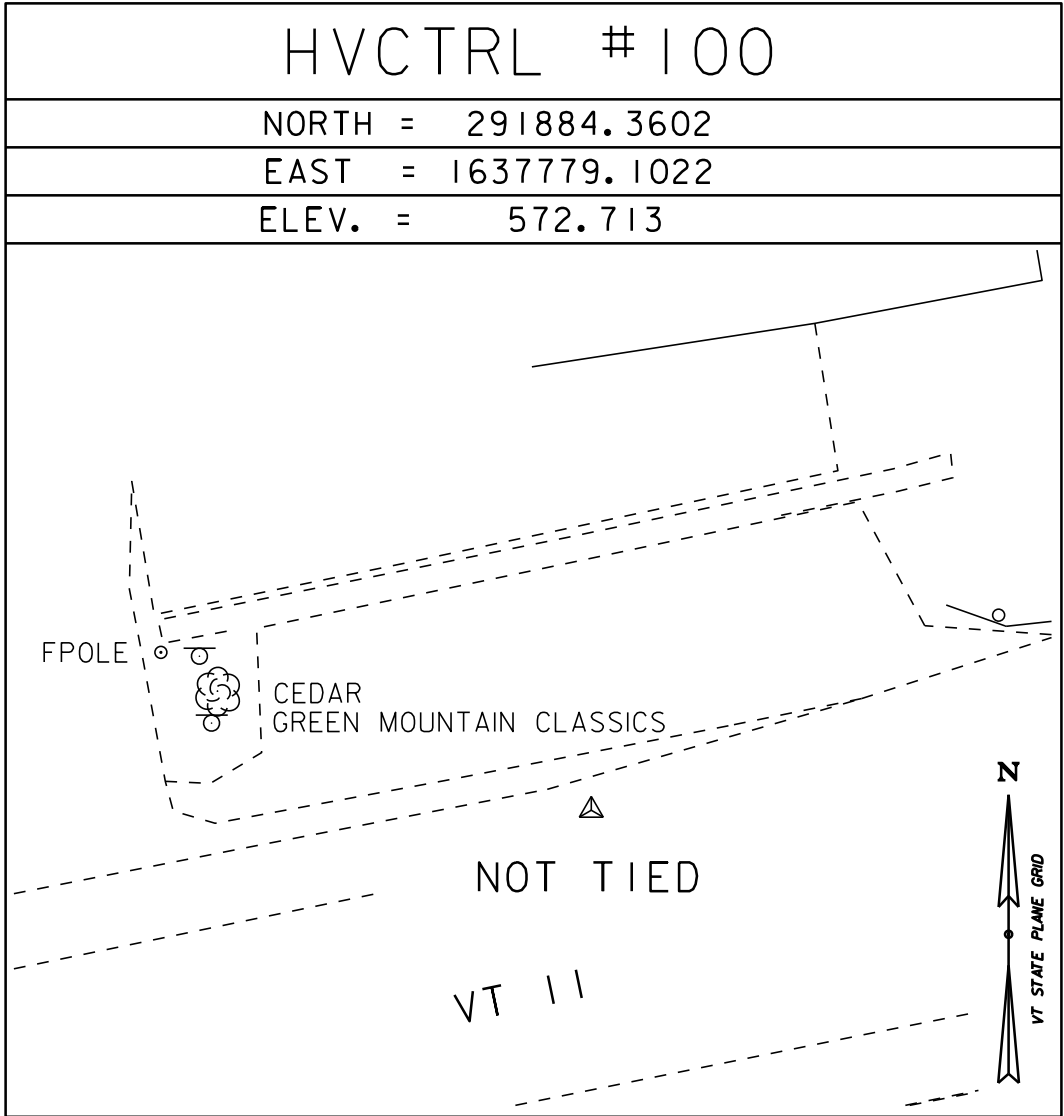 HVCTRL #100
NORTH = 291884.3602
EAST = 1637779.1022
ELEV. = 572.713
FPOLE
CEDAR
GREEN MOUNTAIN CLASSICS
N
NOT TIED
VT STATE PLANE GRID
VT 11